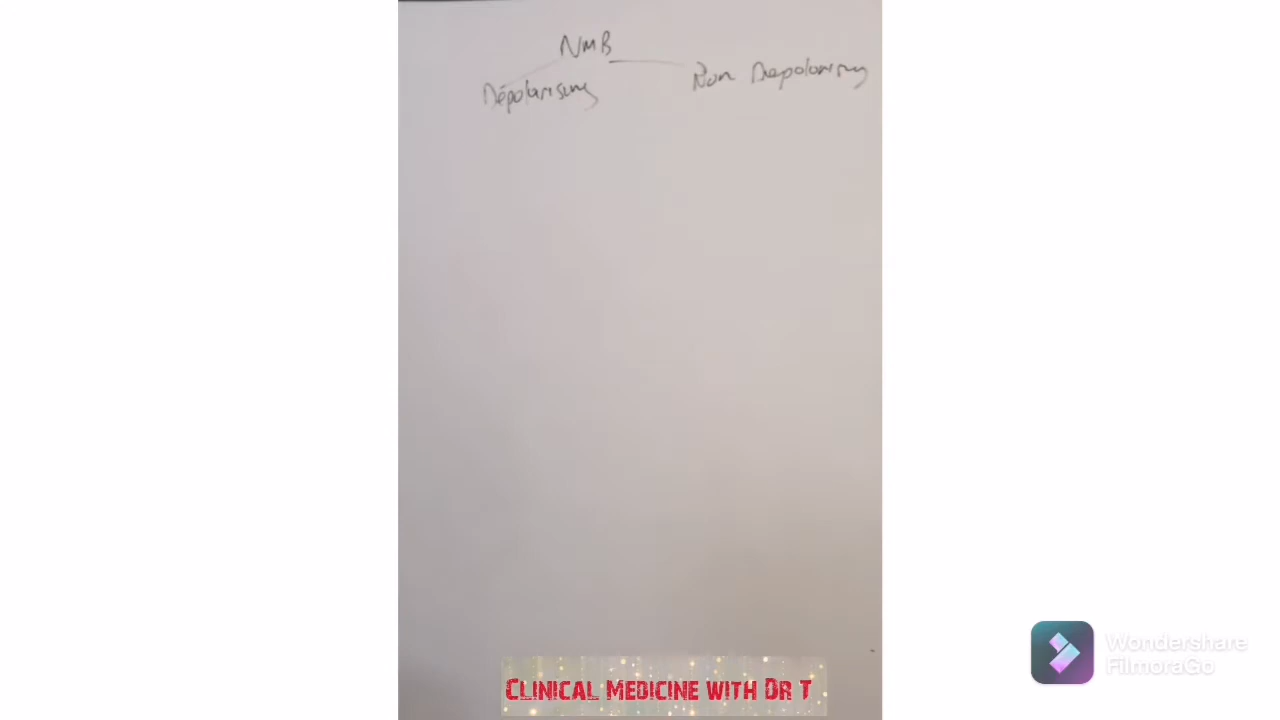 NMB
Depolarising
Non Depolarising
CLINICAL MEDICINE WITH DR T
Wondershare
FilmoraGo